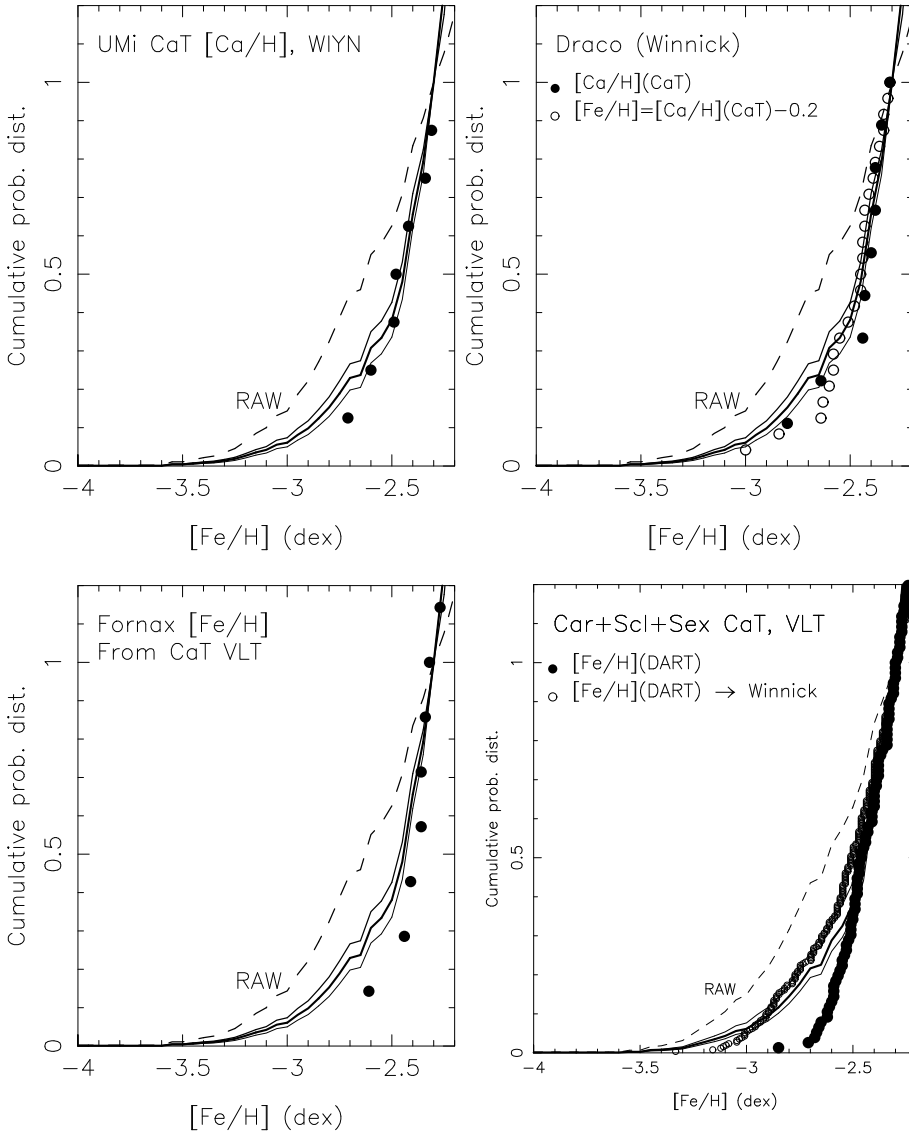 UMi CaT [Ca/H], WIYN
RAW
Cumulative prob. dist.
0
0.5
1
−4
−3.5
−3
−2.5
[Fe/H] (dex)
Draco (Winnick)
[Ca/H](CaT)
[Fe/H]=[Ca/H](CaT)−0.2
RAW
Cumulative prob. dist.
0
0.5
1
−4
−3.5
−3
−2.5
[Fe/H] (dex)
Fornax [Fe/H]
From CaT VLT
RAW
Cumulative prob. dist.
0
0.5
1
−4
−3.5
−3
−2.5
[Fe/H] (dex)
Car+Scl+Sex CaT, VLT
[Fe/H](DART)
[Fe/H](DART) → Winnick
RAW
Cumulative prob. dist.
0
0.5
1
−4
−3.5
−3
−2.5
[Fe/H] (dex)